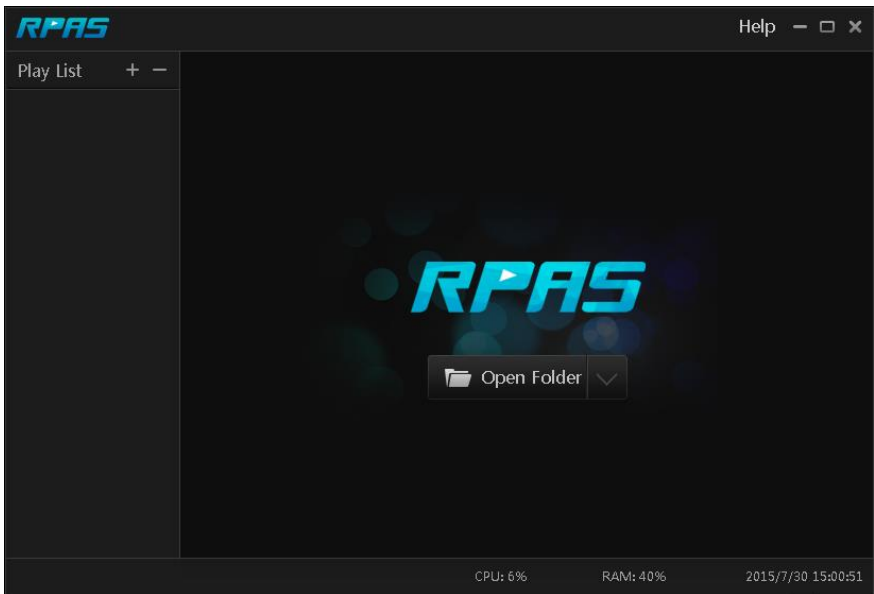 RPAS
Help
Play List + −
RPAS
Open Folder
CPU: 6% RAM: 40% 2015/7/30 15:00:51